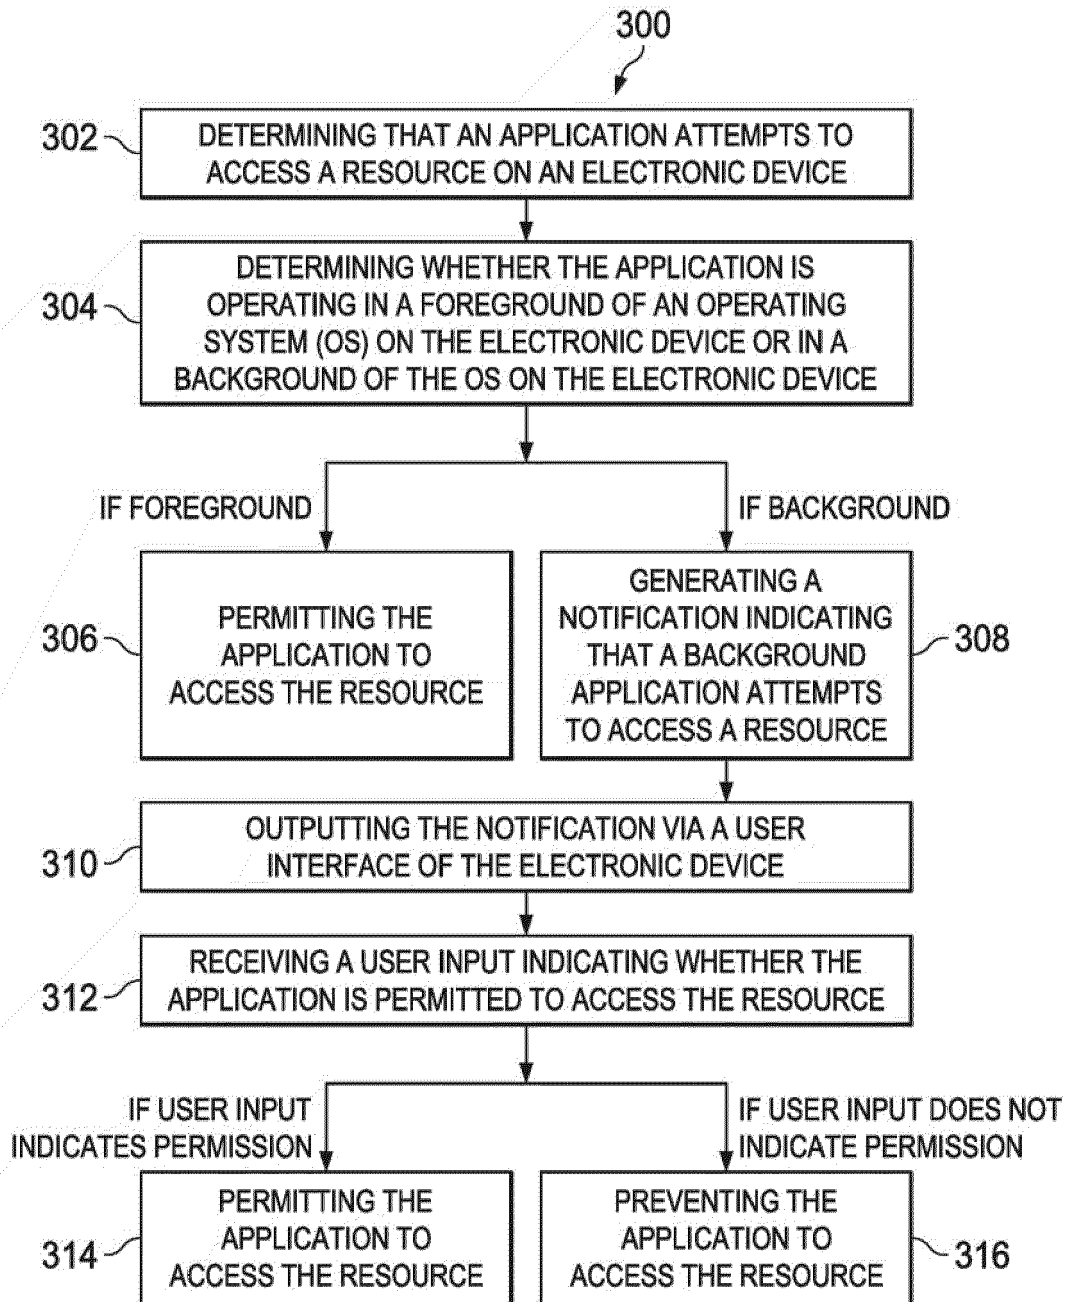 300
302
DETERMINING THAT AN APPLICATION ATTEMPTS TO
ACCESS A RESOURCE ON AN ELECTRONIC DEVICE
304
DETERMINING WHETHER THE APPLICATION IS
OPERATING IN A FOREGROUND OF AN OPERATING
SYSTEM (OS) ON THE ELECTRONIC DEVICE OR IN A
BACKGROUND OF THE OS ON THE ELECTRONIC DEVICE
IF FOREGROUND
IF BACKGROUND
306
PERMITTING THE
APPLICATION TO
ACCESS THE RESOURCE
GENERATING A
NOTIFICATION INDICATING
THAT A BACKGROUND
APPLICATION ATTEMPTS
TO ACCESS A RESOURCE
308
310
OUTPUTTING THE NOTIFICATION VIA A USER
INTERFACE OF THE ELECTRONIC DEVICE
312
RECEIVING A USER INPUT INDICATING WHETHER THE
APPLICATION IS PERMITTED TO ACCESS THE RESOURCE
IF USER INPUT
INDICATES PERMISSION
IF USER INPUT DOES NOT
INDICATE PERMISSION
314
PERMITTING THE
APPLICATION TO
ACCESS THE RESOURCE
PREVENTING THE
APPLICATION TO
ACCESS THE RESOURCE
316